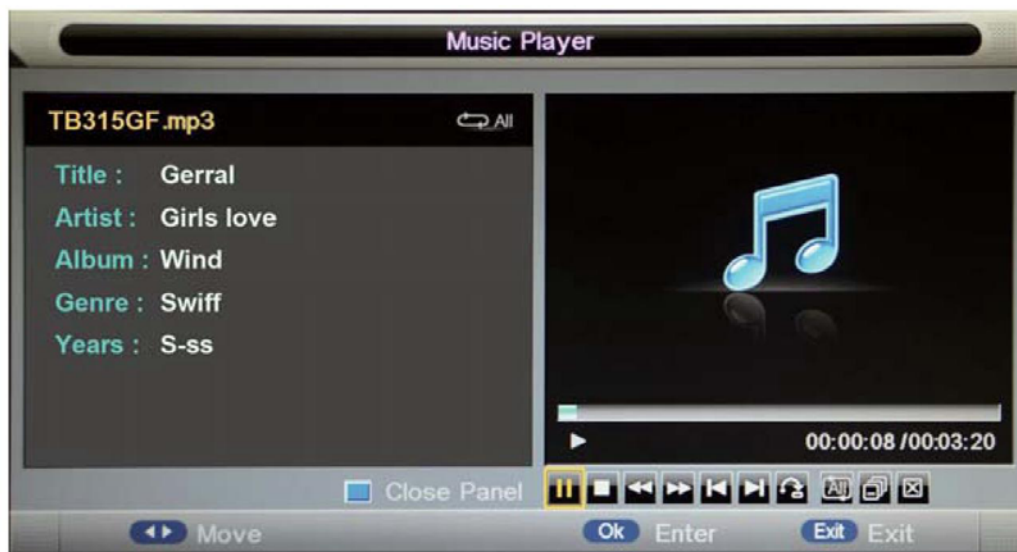 Music Player
TB315GF.mp3 All
Title : Gerral
Artist : Girls love
Album : Wind
Genre : Swiff
Years : S-ss
00:00:08 /00:03:20
Close Panel All
Move Ok Enter Exit Exit